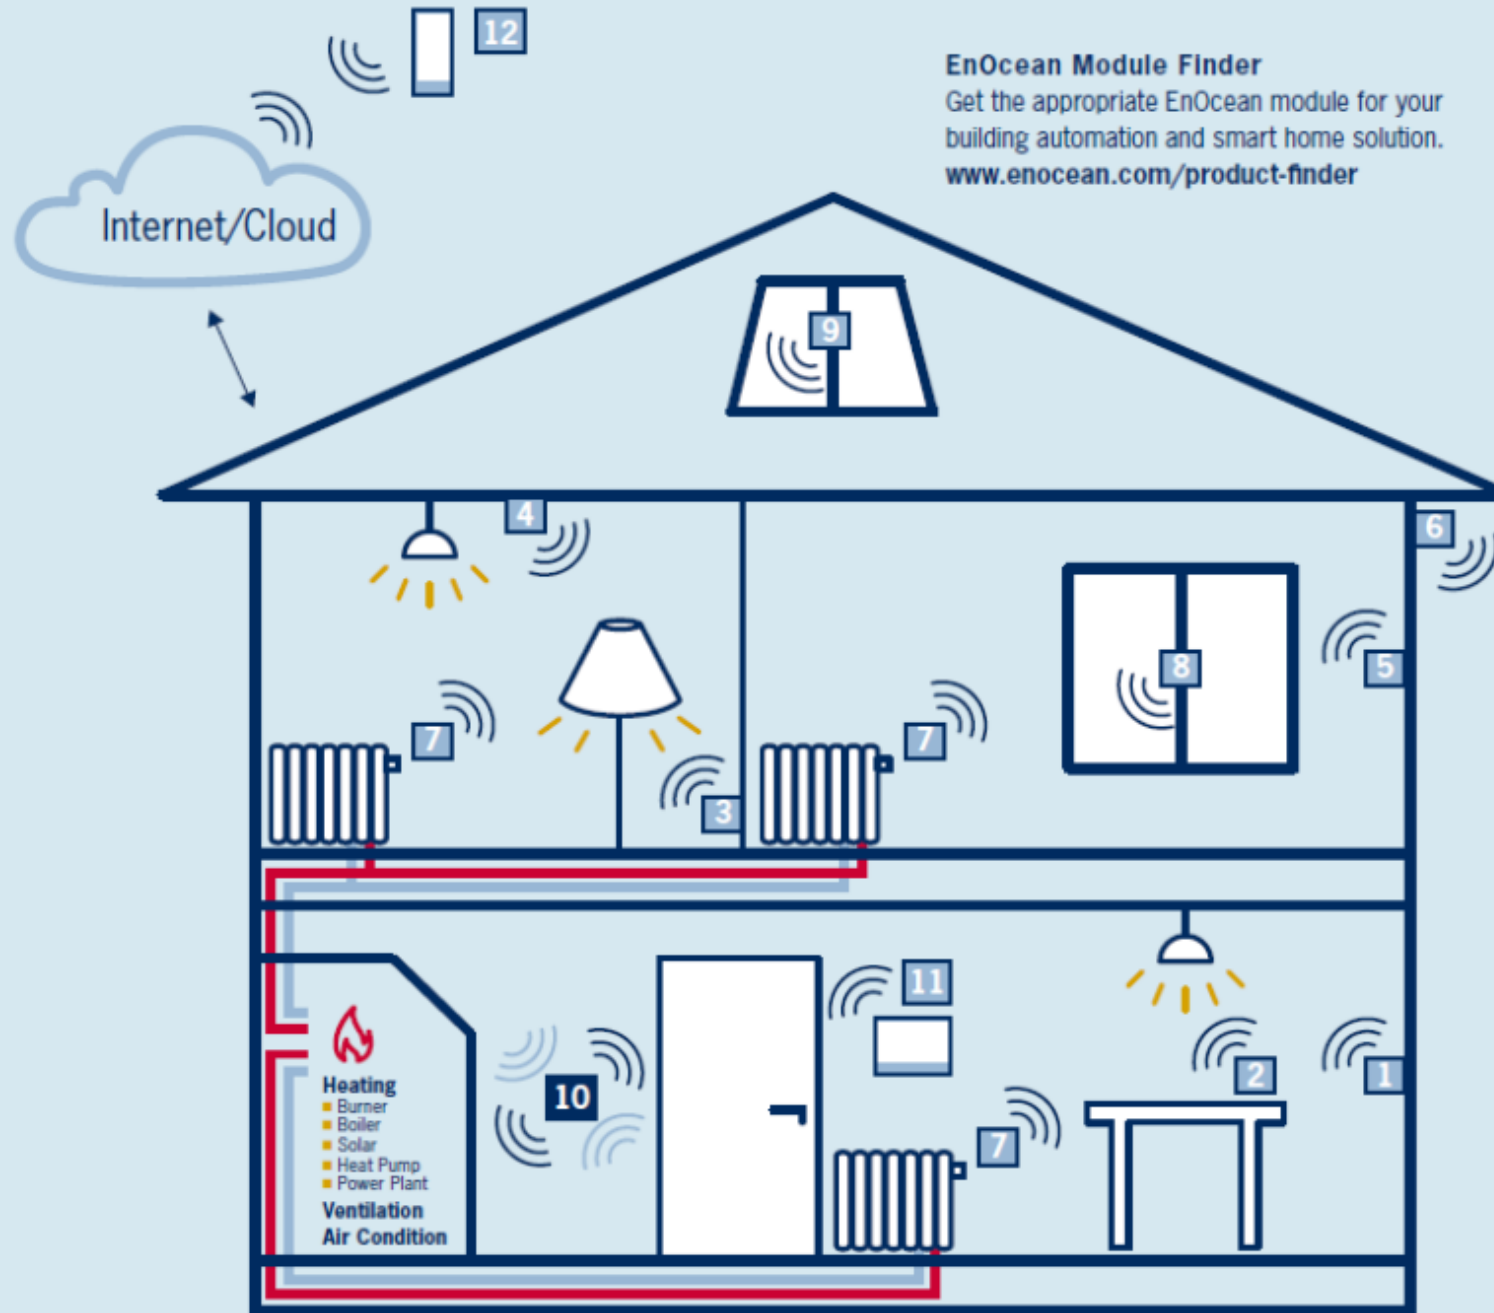 12
EnOcean Module Finder
Get the appropriate EnOcean module for your
building automation and smart home solution.
www.enocean.com/product-finder
Internet/Cloud
9
4
6
8
5
7
7
3
11
2
1
10
7
Heating
Burner
Boiler
Solar
Heat Pump
Power Plant
Ventilation
Air Condition